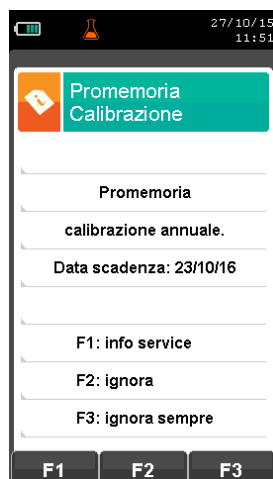 27/10/15
11:51
Promemoria
Calibrazione
Promemoria
calibrazione annuale.
Data scadenza: 23/10/16
F1: info service
F2: ignora
F3: ignora sempre
F1 F2 F3